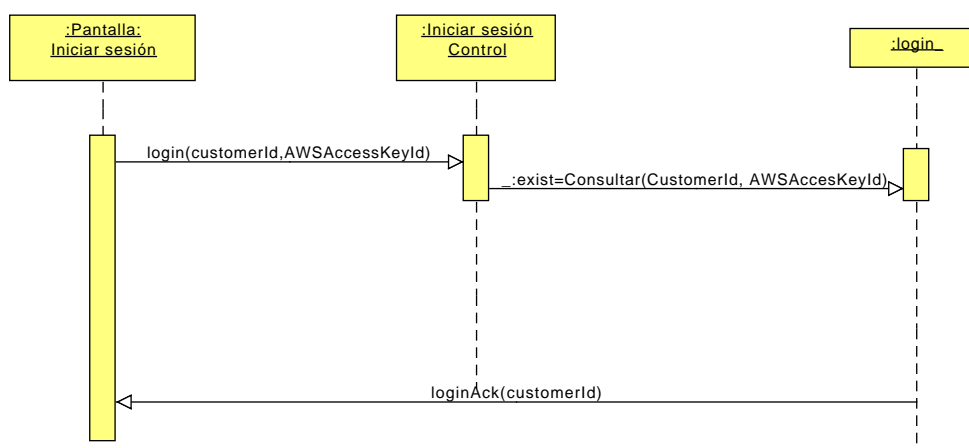 :Pantalla:
Iniciar sesión
:Iniciar sesión
Control
:login_
login(customerId,AWSAccessKeyId)
_:exist=Consultar(CustomerId, AWSAccesKeyId)
loginAck(customerId)